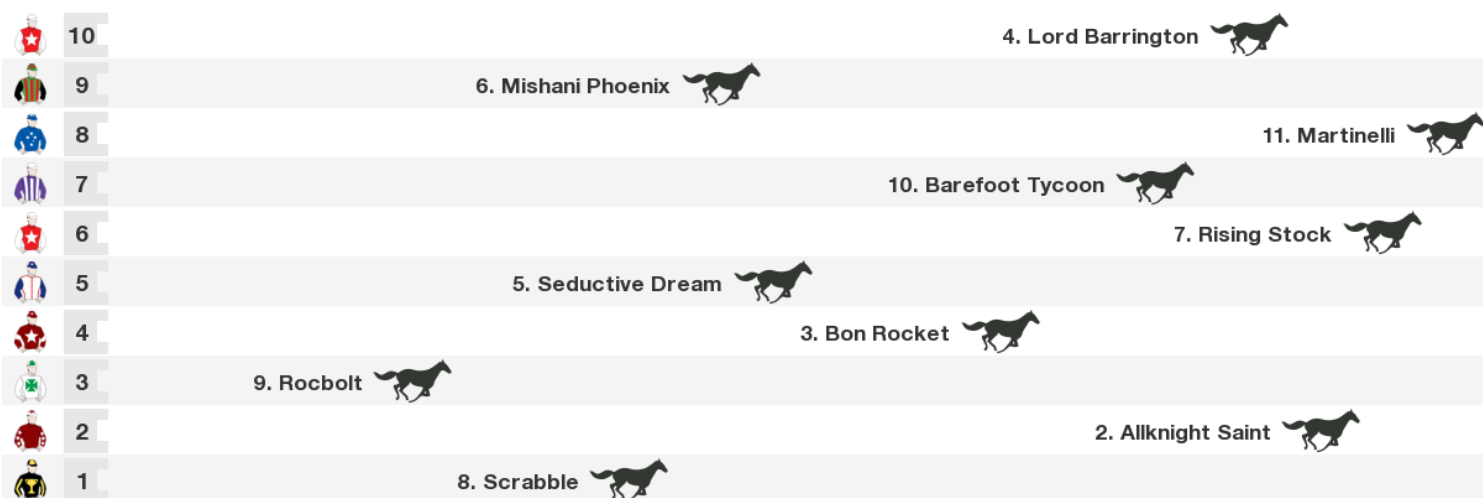 10 4. Lord Barrington
9 6. Mishani Phoenix
8 11. Martinelli
7 10. Barefoot Tycoon
6 7. Rising Stock
5 5. Seductive Dream
4 3. Bon Rocket
3 9. Rocbolt
2 2. Allknight Saint
1 8. Scrabble